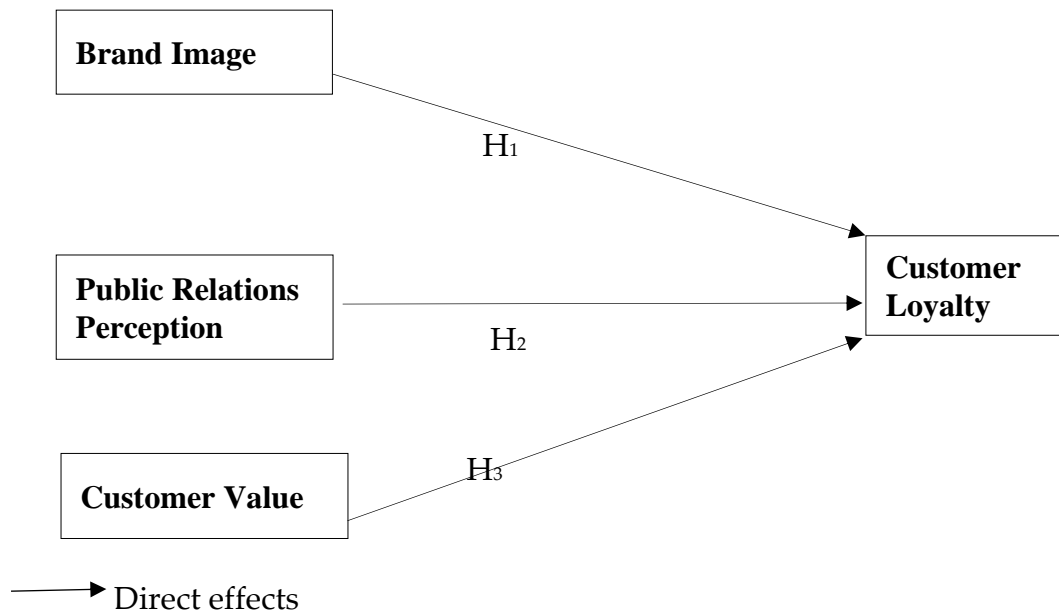 Brand Image
H₁
Public Relations
Perception
Customer
Loyalty
H₂
H₃
Customer Value
Direct effects